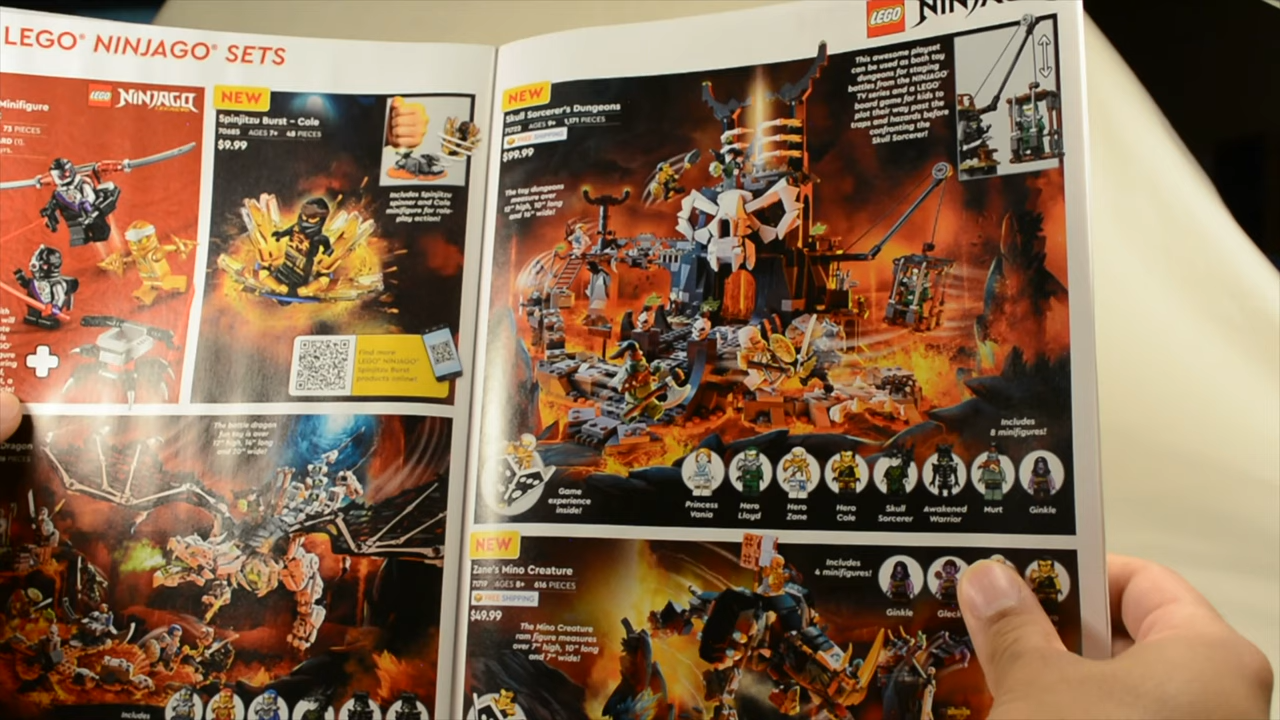 LEGO® NINJAGO® SETS
Minifigure
73 PIECES
LEGO NINJAGO
NEW
Spinjitzu Burst - Cole
70685 AGES 7+ 48 PIECES
$9.99
Includes Spinjitzu
spinner and Cole
minifigure for role-
play action!
Find more
LEGO® NINJAGO®
Spinjitzu Burst
products online!
Dragon
PIECES
The battle dragon
fun toy is over
long
wide!
Includes
LEGO NINJAGO
NEW
Skull Sorcerer's Dungeons
71722 AGES 9+ 1,171 PIECES
FREE SHIPPING
$99.99
The toy dungeons
measure over
12" high, 10" long
and 16" wide!
This awesome playset
can be used as both toy
dungeons for staging
battles from the NINJAGO®
TV series and a LEGO®
board game for kids to
plot their way past the
traps and hazards before
confronting the
Skull Sorcerer!
Game
experience
inside!
Includes
8 minifigures!
Princess
Vania
Hero
Lloyd
Hero
Zane
Hero
Cole
Skull
Sorcerer
Awakened
Warrior
Murt
Ginkle
NEW
Zane's Mino Creature
71719 AGES 8+ 616 PIECES
FREE SHIPPING
$49.99
The Mino Creature
ram figure measures
over 7" high, 10" long
and 7" wide!
Includes
4 minifigures!
Ginkle
Gleck